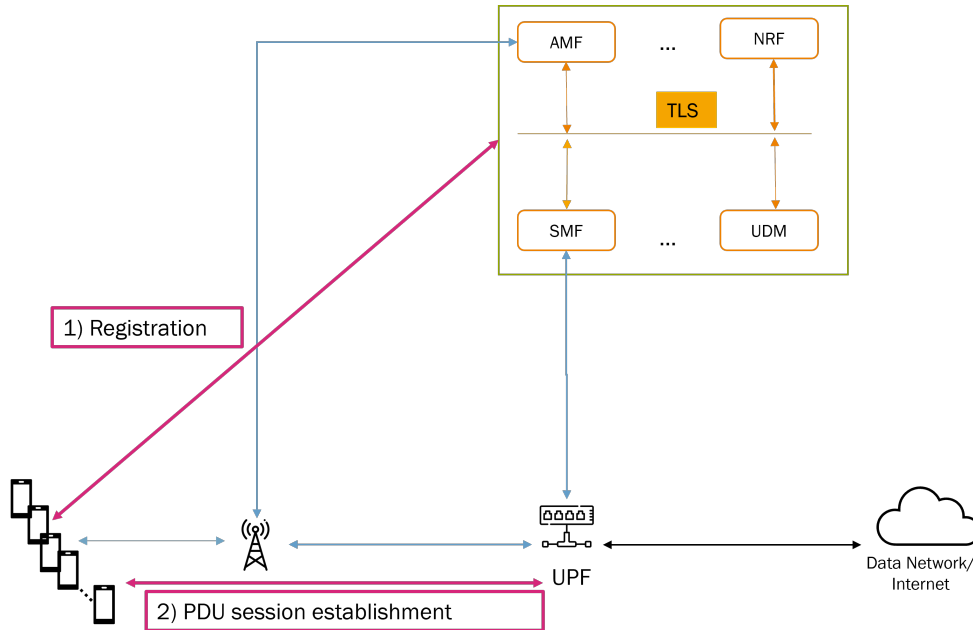 AMF
...
NRF
TLS
SMF
...
UDM
1) Registration
UPF
Data Network/
Internet
2) PDU session establishment